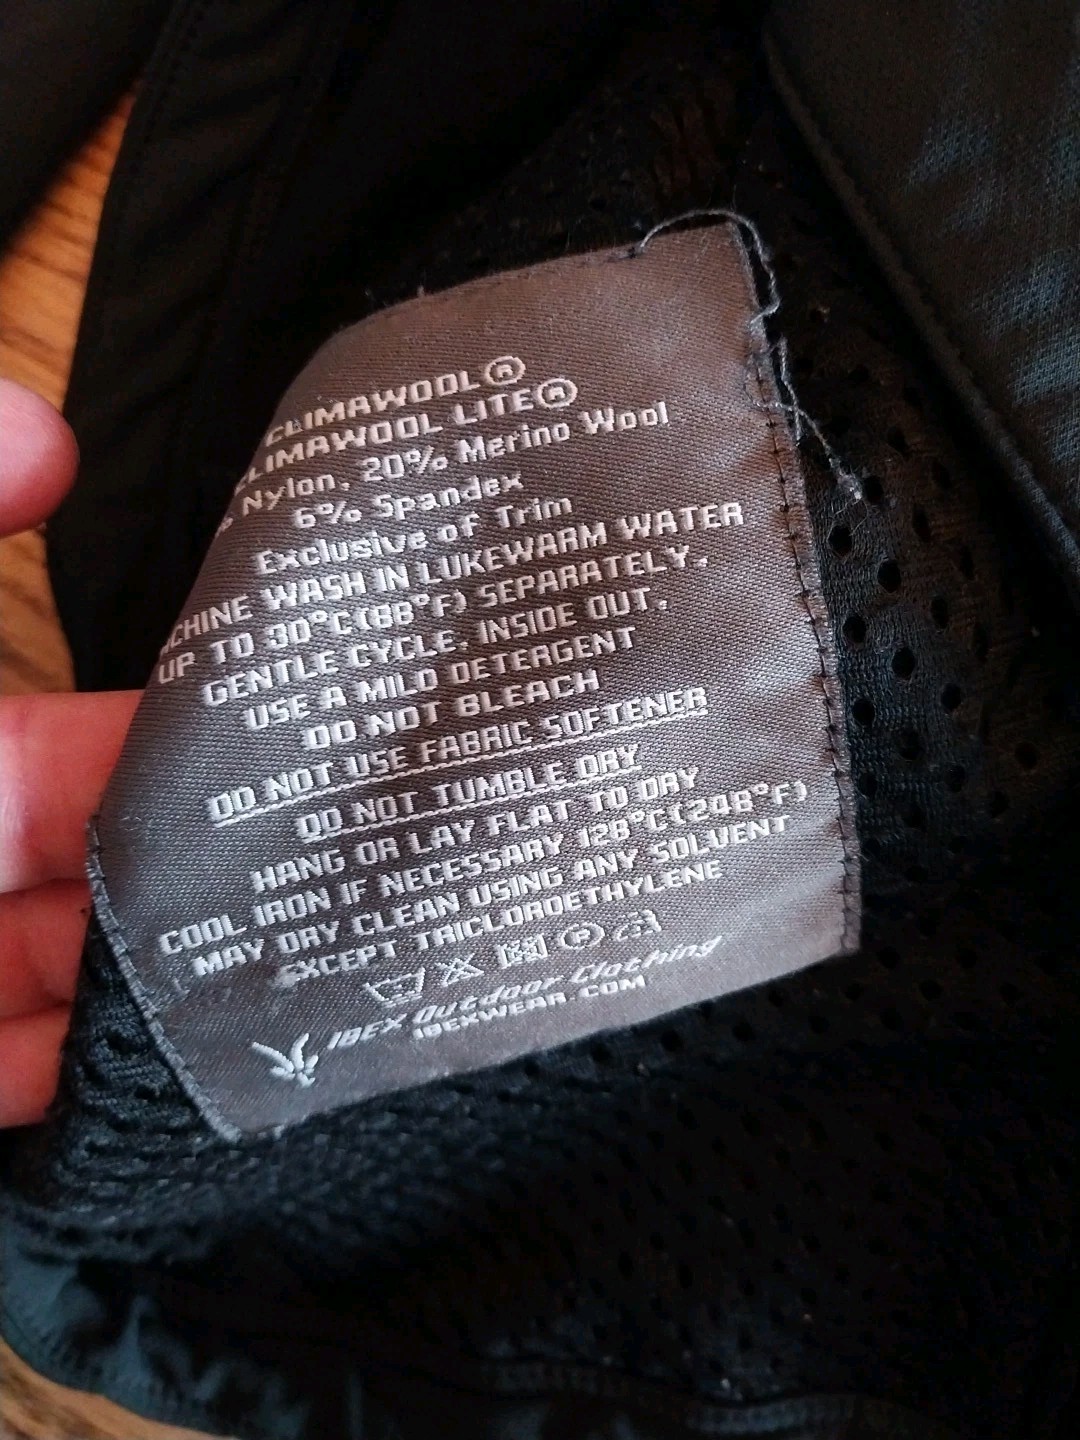 CLIMAWOOL®
CLIMAWOOL LITE®
% Nylon, 20% Merino Wool
6% Spandex
Exclusive of Trim
ACHINE WASH IN LUKEWARM WATER
UP TO 30°C(88°F) SEPARATELY.
GENTLE CYCLE. INSIDE OUT.
USE A MILD DETERGENT
DO NOT BLEACH
DO NOT USE FABRIC SOFTENER
DO NOT TUMBLE DRY
HANG OR LAY FLAT TO DRY
COOL IRON IF NECESSARY 128°C(248°F)
MAY DRY CLEAN USING ANY SOLVENT
EXCEPT TRICLOROETHYLENE
IBEX Outdoor Clothing
IBEXWEAR.COM